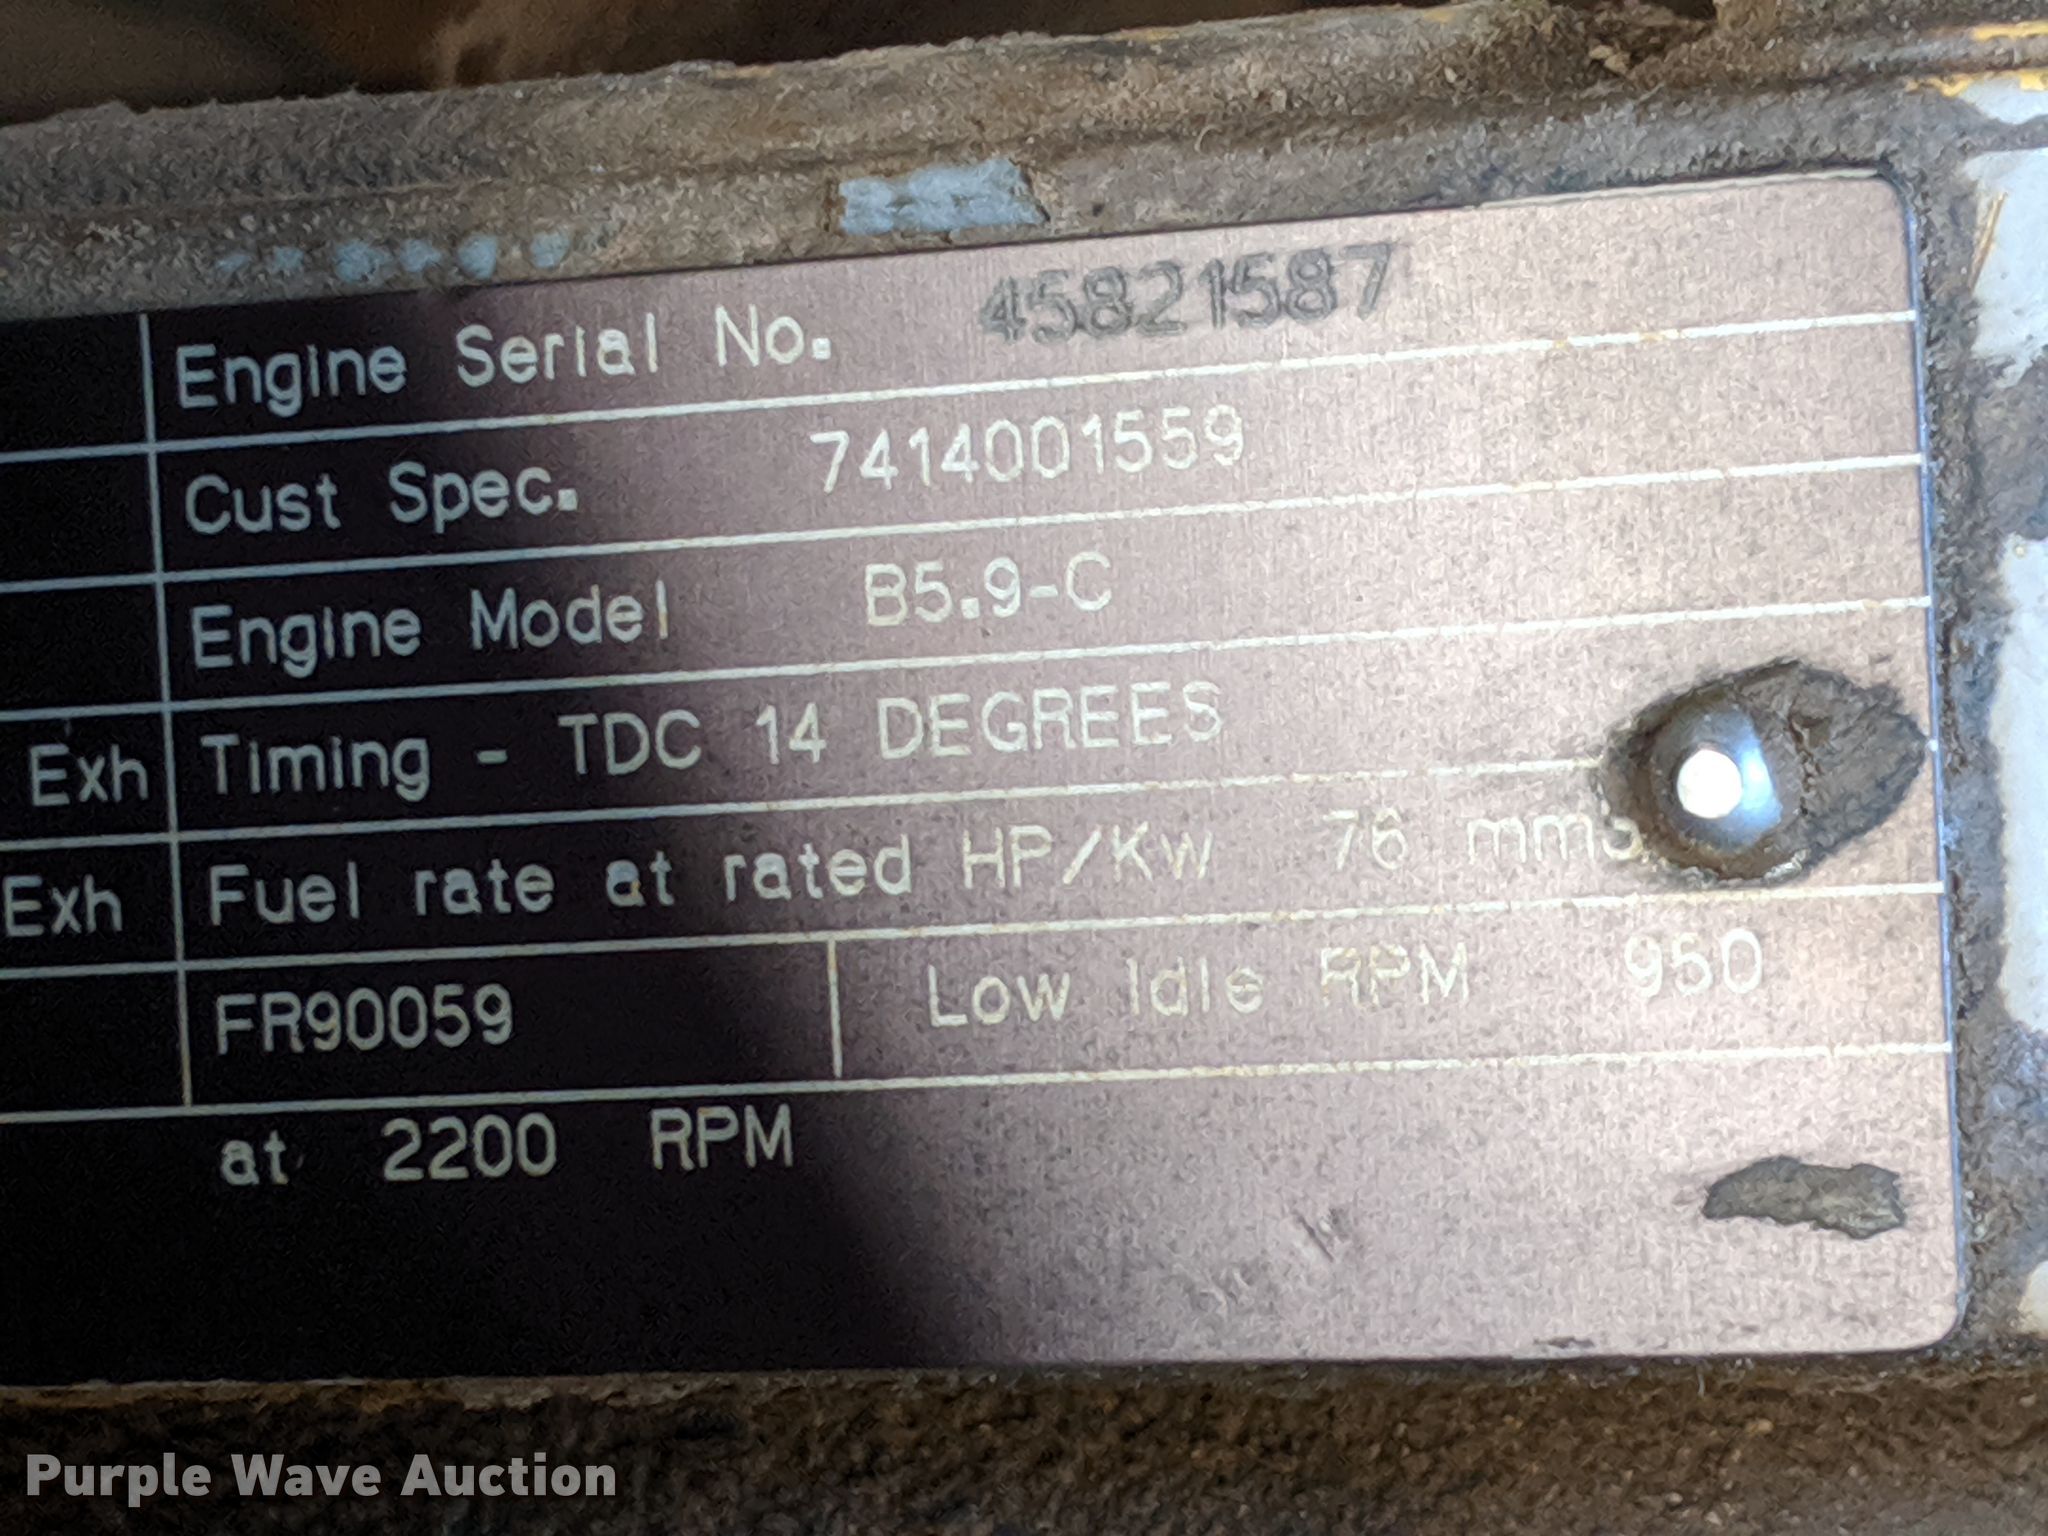 Engine Serial No. 45821587
Cust Spec. 7414001559
Engine Model B5.9-C
Exh Timing - TDC 14 DEGREES
Exh Fuel rate at rated HP/Kw 76 mm3
FR90059 Low Idle RPM 950
at 2200 RPM
Purple Wave Auction